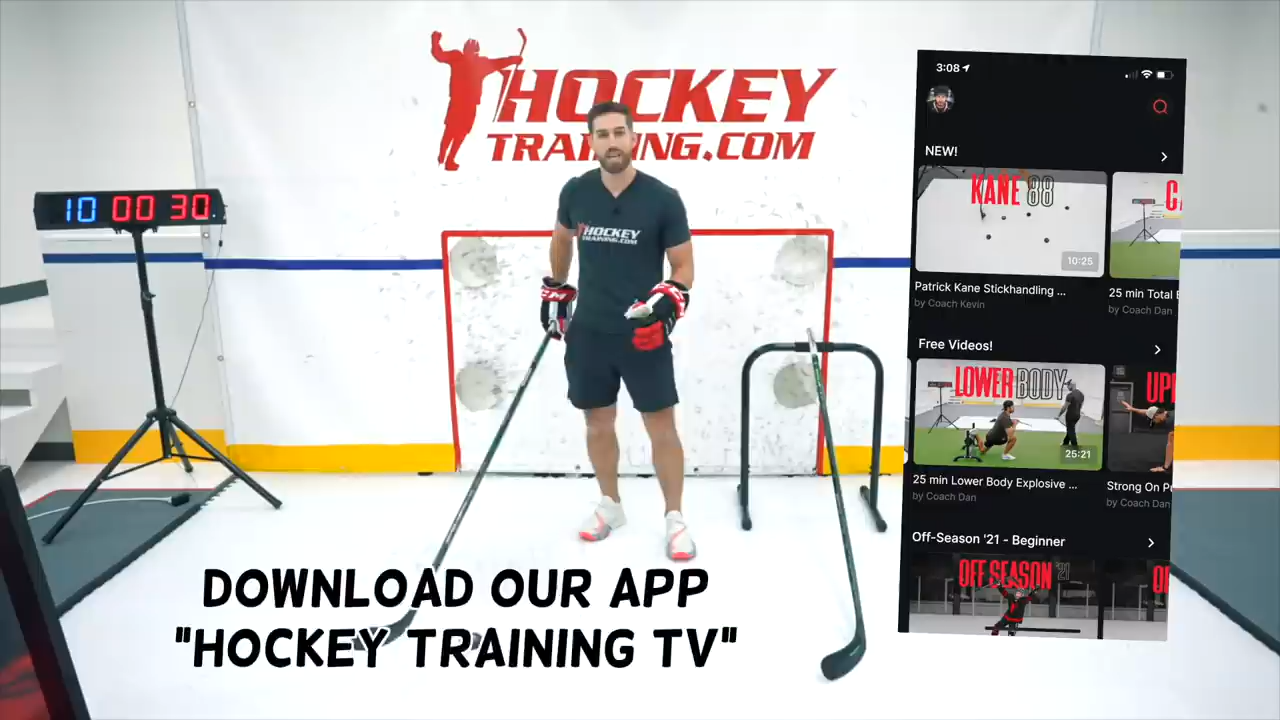 HOCKEY
TRAINING.COM
10 00 30
HOCKEY
TRAINING.COM
CCM
DOWNLOAD OUR APP
"HOCKEY TRAINING TV"
3:08
NEW!
KANE 88
10:25
Patrick Kane Stickhandling ...
by Coach Kevin
25 min Total
by Coach Dan
Free Videos!
LOWER BODY
25:21
25 min Lower Body Explosive ...
by Coach Dan
Strong On
by Coach Dan
Off-Season '21 - Beginner
OFF SEASON '21